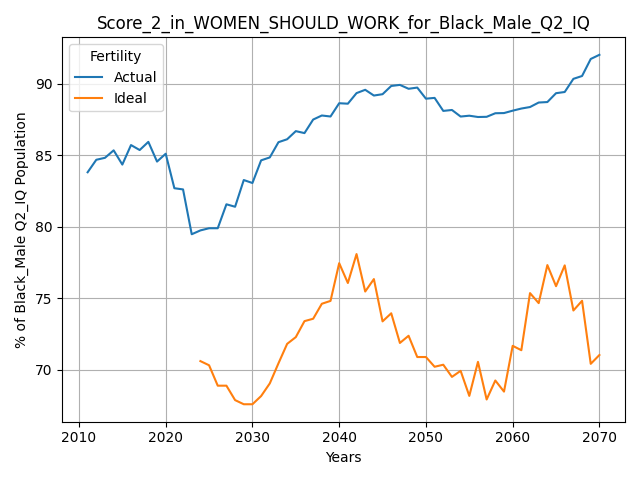 Score_2_in_WOMEN_SHOULD_WORK_for_Black_Male_Q2_IQ
Fertility
Actual
Ideal
% of Black_Male Q2_IQ Population
90
85
80
75
70
2010 2020 2030 2040 2050 2060 2070
Years